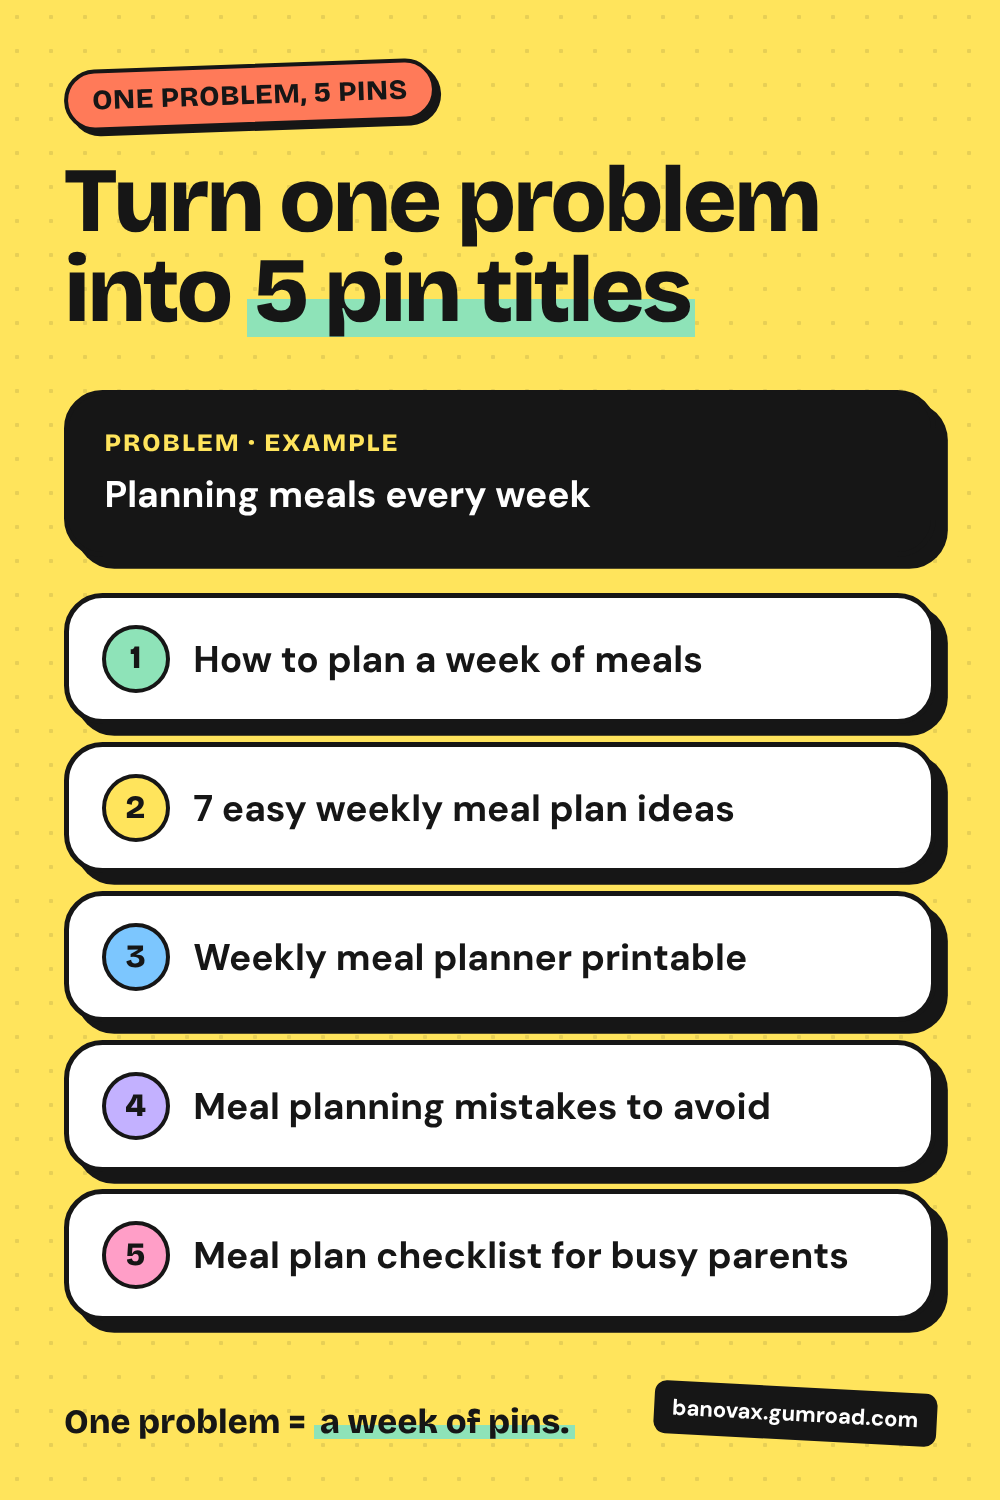 ONE PROBLEM, 5 PINS
Turn one problem
into 5 pin titles
PROBLEM · EXAMPLE
Planning meals every week
1 How to plan a week of meals
2 7 easy weekly meal plan ideas
3 Weekly meal planner printable
4 Meal planning mistakes to avoid
5 Meal plan checklist for busy parents
One problem = a week of pins.
banovax.gumroad.com